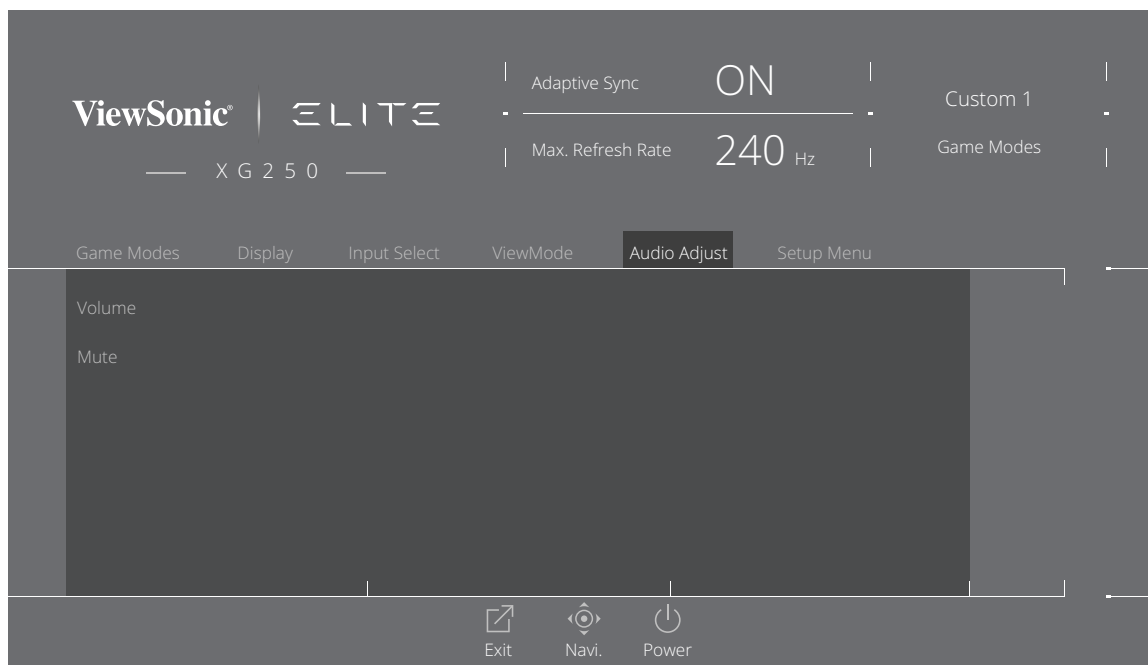 ViewSonic® ELITE
XG250
Adaptive Sync ON
Max. Refresh Rate 240 Hz
Custom 1
Game Modes
Game Modes Display Input Select ViewMode Audio Adjust Setup Menu
Volume
Mute
Exit Navi. Power